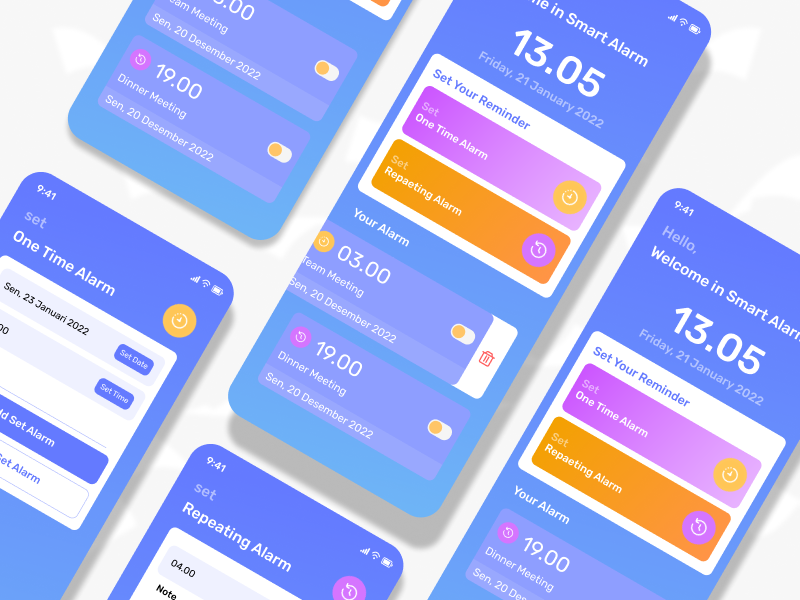 03.00
Team Meeting
Sen, 20 Desember 2022
19.00
Dinner Meeting
Sen, 20 Desember 2022
9:41
set
One Time Alarm
Sen, 23 Januari 2022
Set Date
Set Time
Set Alarm
Set Alarm
Welcome in Smart Alarm
13.05
Friday, 21 January 2022
Set Your Reminder
Set
One Time Alarm
Set
Repaeting Alarm
Your Alarm
03.00
Team Meeting
Sen, 20 Desember 2022
19.00
Dinner Meeting
Sen, 20 Desember 2022
9:41
set
Repeating Alarm
04.00
Note
9:41
Hello,
Welcome in Smart Alarm
13.05
Friday, 21 January 2022
Set Your Reminder
Set
One Time Alarm
Set
Repaeting Alarm
Your Alarm
19.00
Dinner Meeting
Sen, 20 Desember 2022